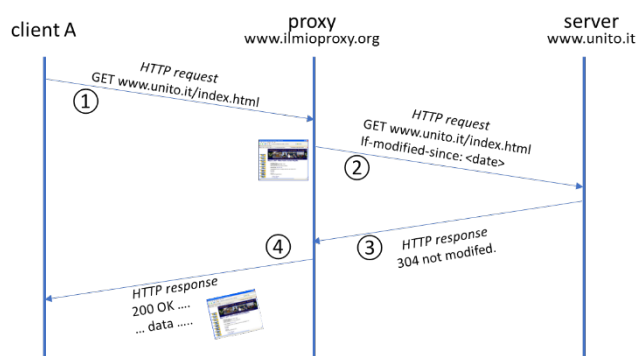 client A
proxy
www.ilmioproxy.org
server
www.unito.it
HTTP request
GET www.unito.it/index.html
1
HTTP request
GET www.unito.it/index.html
If-modified-since: <date>
2
HTTP response
304 not modifed.
3
4
HTTP response
200 OK ....
... data .....